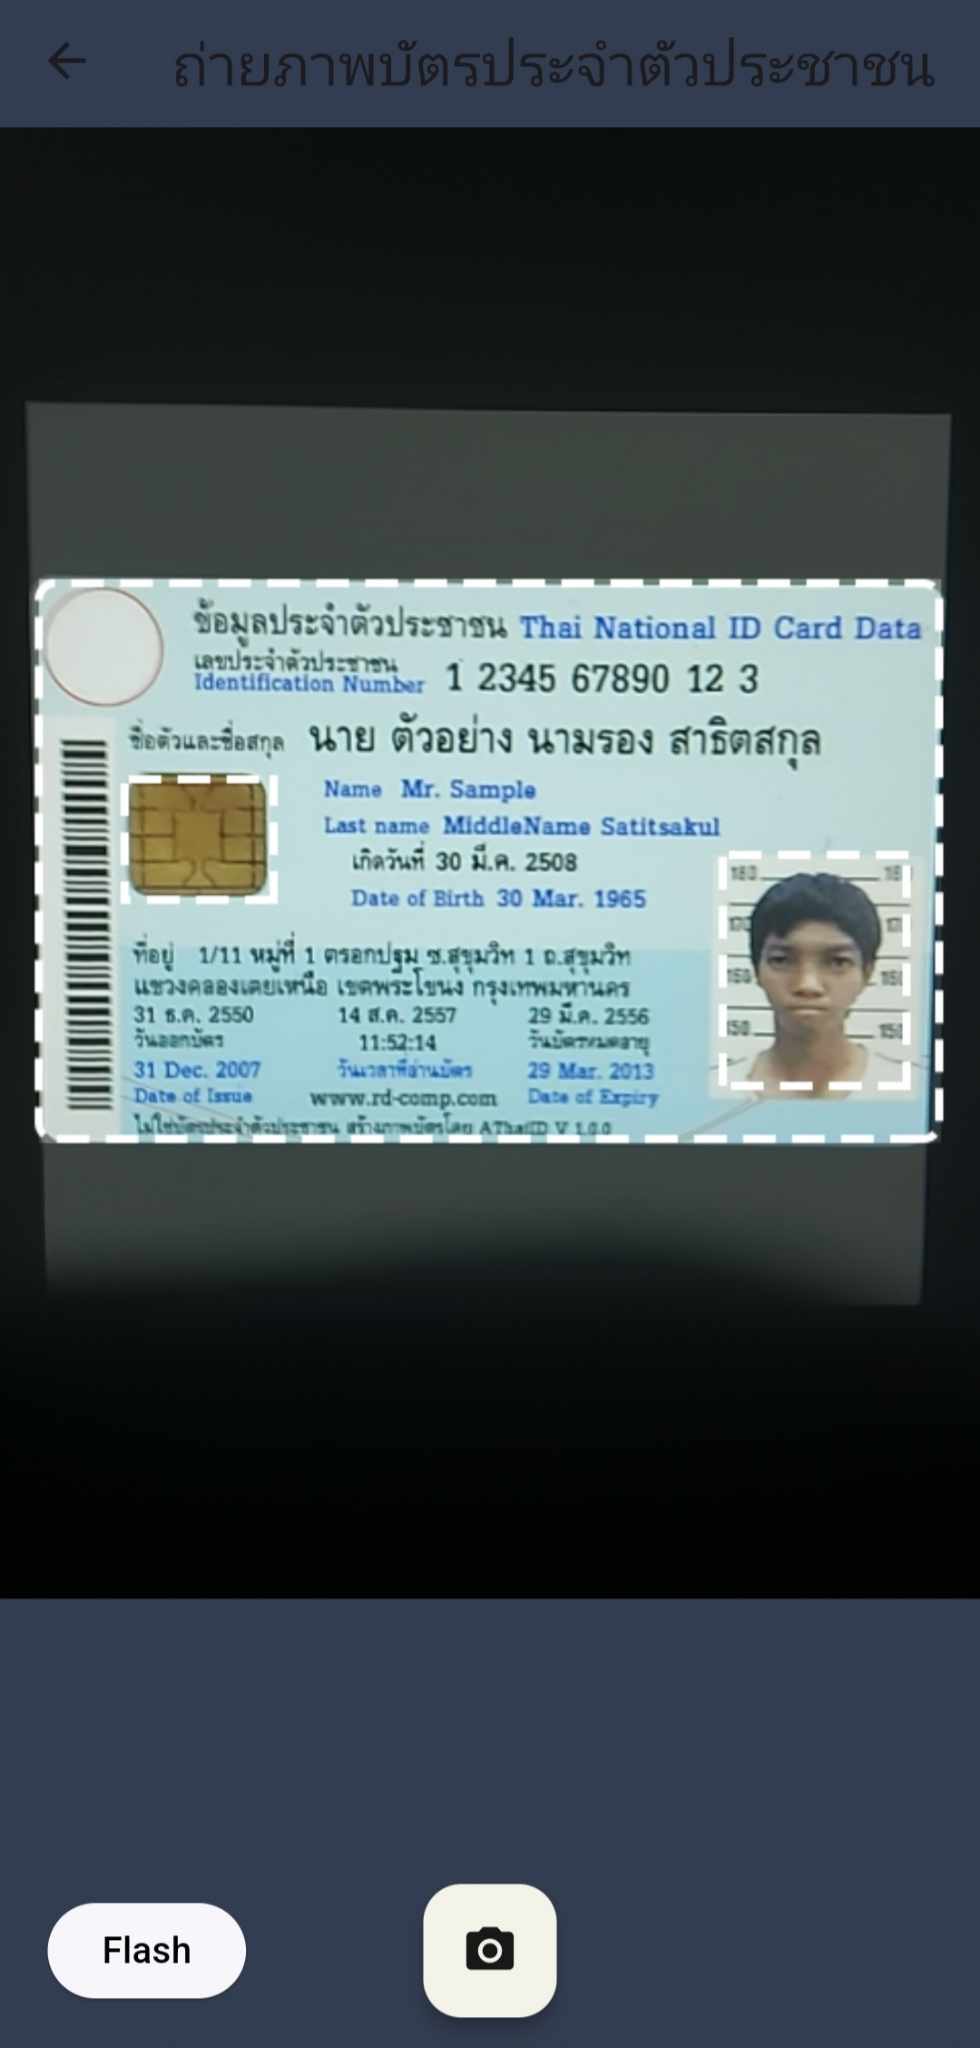 ถ่ายภาพบัตรประจำตัวประชาชน
ข้อมูลประจำตัวประชาชน Thai National ID Card Data
เลขประจำตัวประชาชน
Identification Number 1 2345 67890 12 3
ชื่อตัวและชื่อสกุล นาย ตัวอย่าง นามรอง สาธิตสกุล
Name Mr. Sample
Last name MiddleName Satitsakul
เกิดวันที่ 30 มี.ค. 2508
Date of Birth 30 Mar. 1965
180 180
170 170
160 160
150 150
ที่อยู่ 1/11 หมู่ที่ 1 ตรอกปฐม ซ.สุขุมวิท 1 ถ.สุขุมวิท
แขวงคลองเตยเหนือ เขตพระโขนง กรุงเทพมหานคร
31 ธ.ค. 2550 14 ส.ค. 2557 29 มี.ค. 2556
วันออกบัตร 11:52:14 วันบัตรหมดอายุ
31 Dec. 2007 วันเวลาที่อ่านบัตร 29 Mar. 2013
Date of Issue www.rd-comp.com Date of Expiry
ไม่ใช่บัตรประจำตัวประชาชน สร้างภาพบัตรโดย AThaiID V 1.0.0
Flash